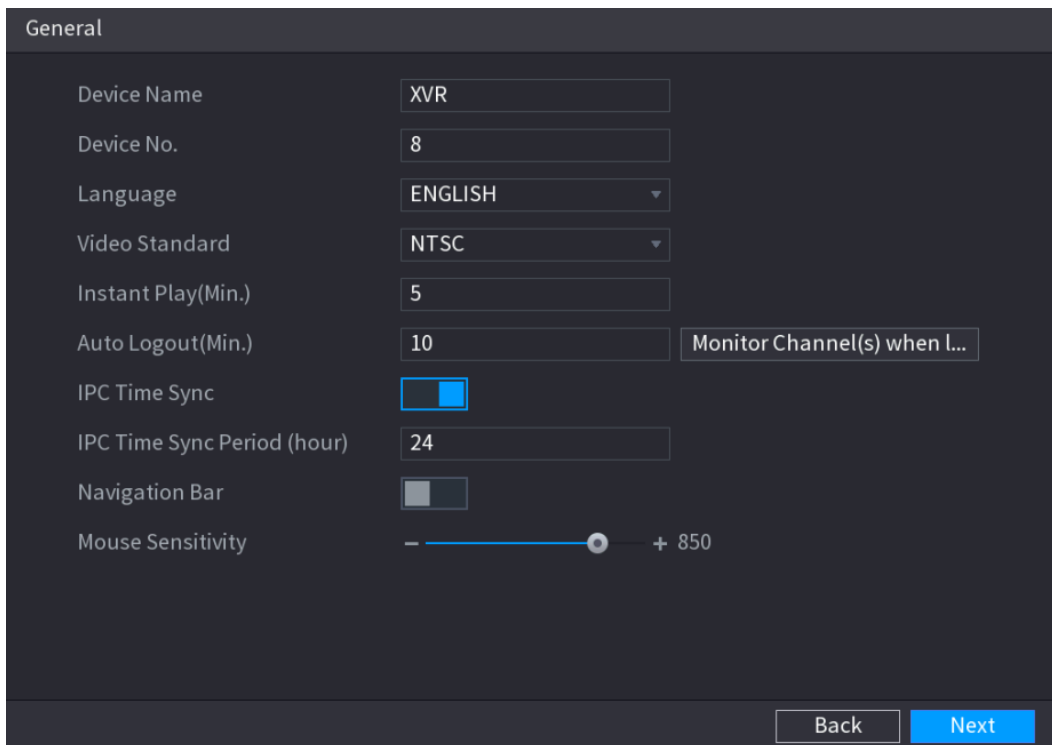 General
Device Name XVR
Device No. 8
Language ENGLISH
Video Standard NTSC
Instant Play(Min.) 5
Auto Logout(Min.) 10 Monitor Channel(s) when l...
IPC Time Sync
IPC Time Sync Period (hour) 24
Navigation Bar
Mouse Sensitivity − + 850
Back Next